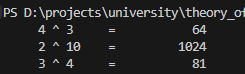 PS D:\projects\university\theory_of
4 ^ 3 = 64
2 ^ 10 = 1024
3 ^ 4 = 81